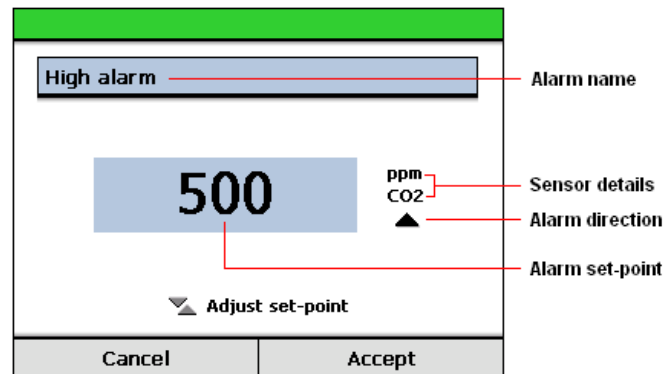 High alarm
Alarm name
500
ppm
CO2
Sensor details
Alarm direction
Alarm set-point
Adjust set-point
Cancel
Accept